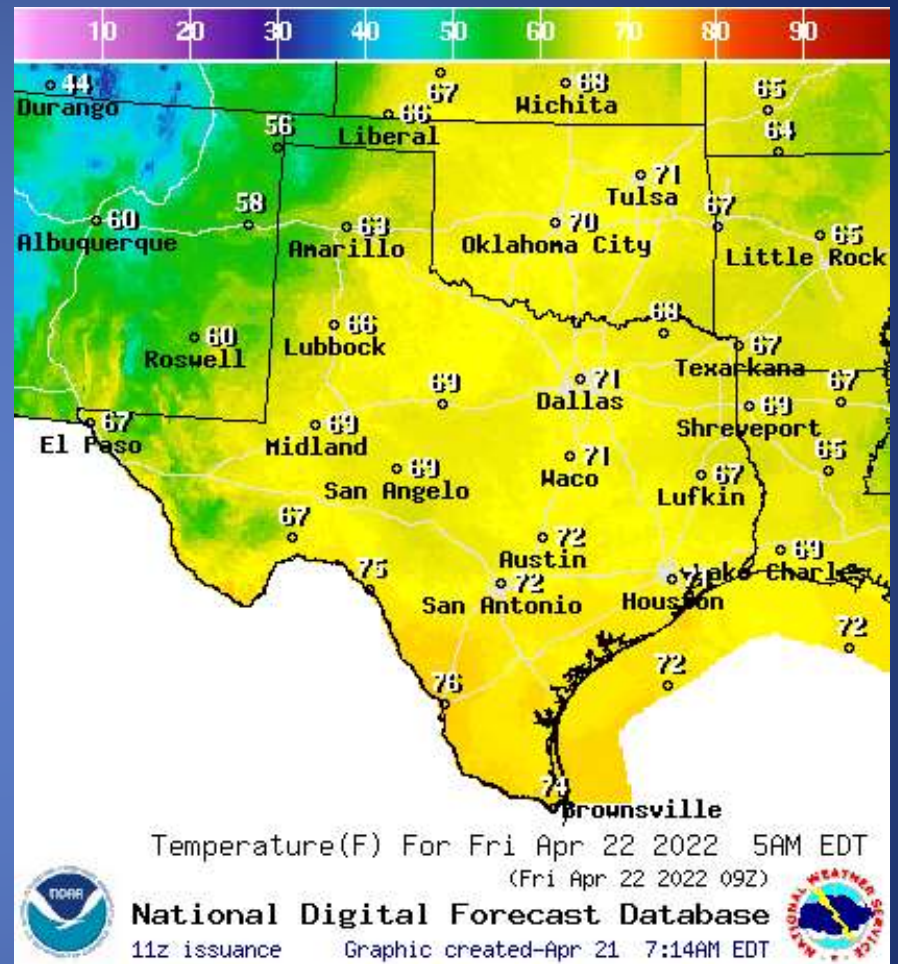 10 20 30 40 50 60 70 80 90
44
Durango
67
68
Wichita
65
66
Liberal
56
64
71
Tulsa
60
Albuquerque
58
63
Amarillo
70
Oklahoma City
67
65
Little Rock
60
Roswell
66
Lubbock
68
67
Texarkana
67
El Paso
69
Midland
69
71
Dallas
69
Shreveport
67
69
San Angelo
71
Waco
67
Lufkin
65
67
72
Austin
69
Lake Charles
75
72
San Antonio
Houston
72
72
76
74
Brownsville
Temperature(F) For Fri Apr 22 2022 5AM EDT
(Fri Apr 22 2022 09Z)
NOAA
National Digital Forecast Database
NATIONAL WEATHER SERVICE
11z issuance Graphic created-Apr 21 7:14AM EDT